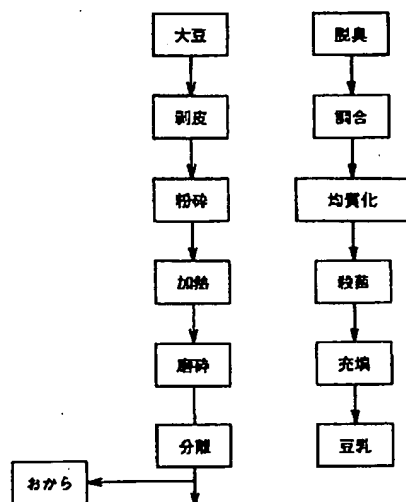 大豆
剥皮
粉砕
加熱
磨砕
分離
おから
脱臭
調合
均質化
殺菌
充填
豆乳